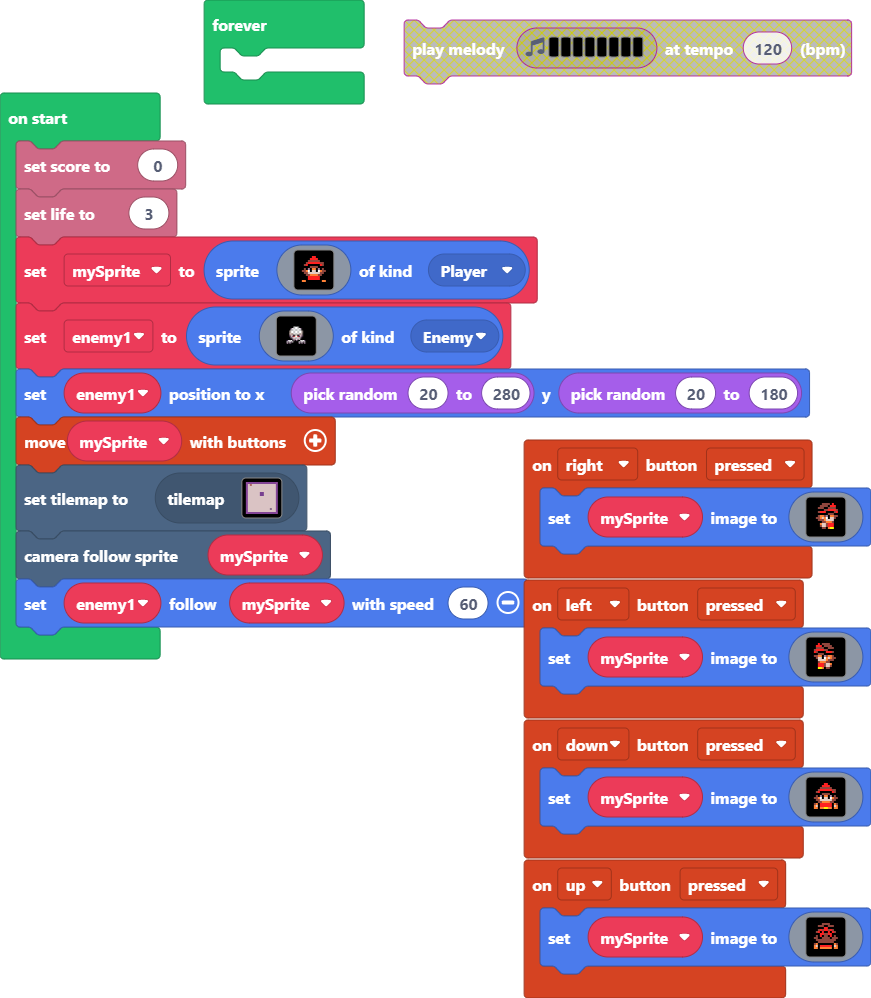 forever
play melody at tempo 120 (bpm)
on start
set score to 0
set life to 3
set mySprite to sprite of kind Player
set enemy1 to sprite of kind Enemy
set enemy1 position to x pick random 20 to 280 y pick random 20 to 180
move mySprite with buttons
set tilemap to tilemap
camera follow sprite mySprite
set enemy1 follow mySprite with speed 60
on right button pressed
set mySprite image to
on left button pressed
set mySprite image to
on down button pressed
set mySprite image to
on up button pressed
set mySprite image to